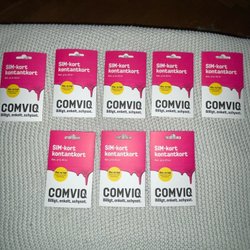 SIM-kort
kontantkort
COMVIQ
Billigt, enkelt, schysst.
SIM-kort
kontantkort
COMVIQ
Billigt, enkelt, schysst.
SIM-kort
kontantkort
COMVIQ
Billigt, enkelt, schysst.
SIM-kort
kontantkort
COMVIQ
Billigt, enkelt, schysst.
SIM-kort
kontantkort
COMVIQ
Billigt, enkelt, schysst.
SIM-kort
kontantkort
COMVIQ
Billigt, enkelt, schysst.
SIM-kort
kontantkort
COMVIQ
Billigt, enkelt, schysst.
SIM-kort
kontantkort
COMVIQ
Billigt, enkelt, schysst.